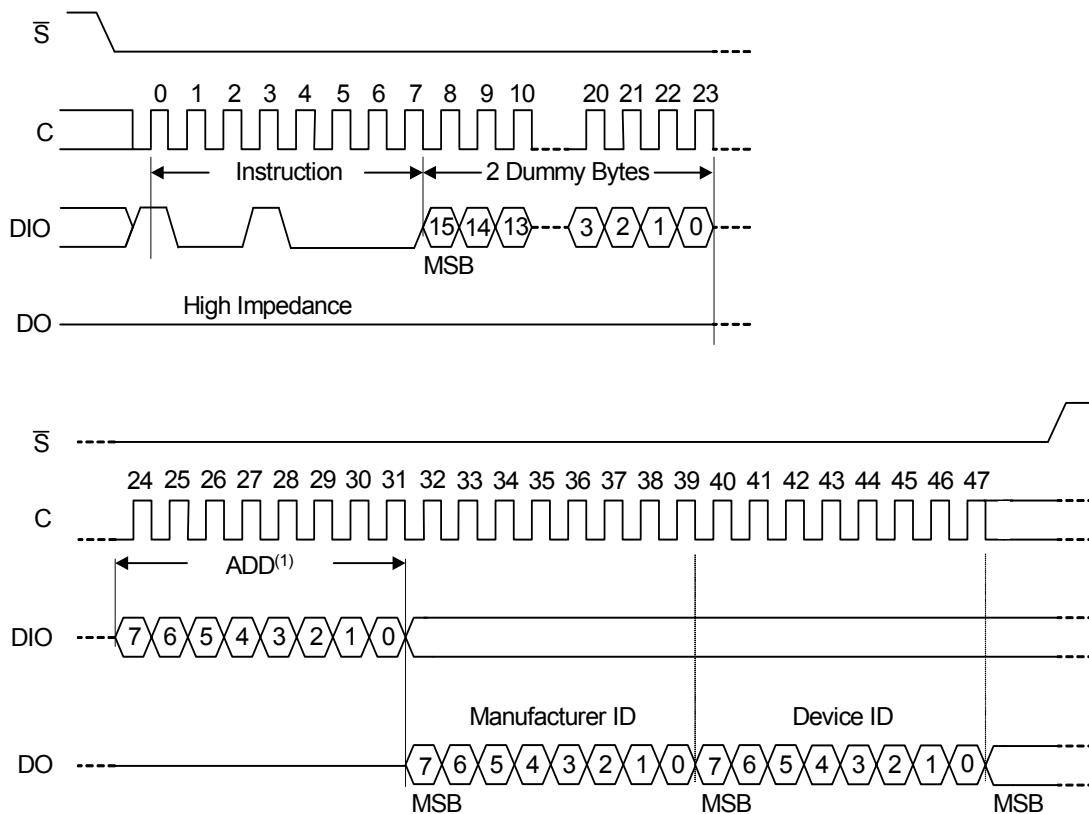 S̅
0 1 2 3 4 5 6 7 8 9 10 20 21 22 23
C
Instruction 2 Dummy Bytes
DIO 15 14 13 3 2 1 0
MSB
High Impedance
DO
S̅
24 25 26 27 28 29 30 31 32 33 34 35 36 37 38 39 40 41 42 43 44 45 46 47
C
ADD(1)
DIO 7 6 5 4 3 2 1 0
Manufacturer ID Device ID
DO 7 6 5 4 3 2 1 0 7 6 5 4 3 2 1 0
MSB MSB MSB